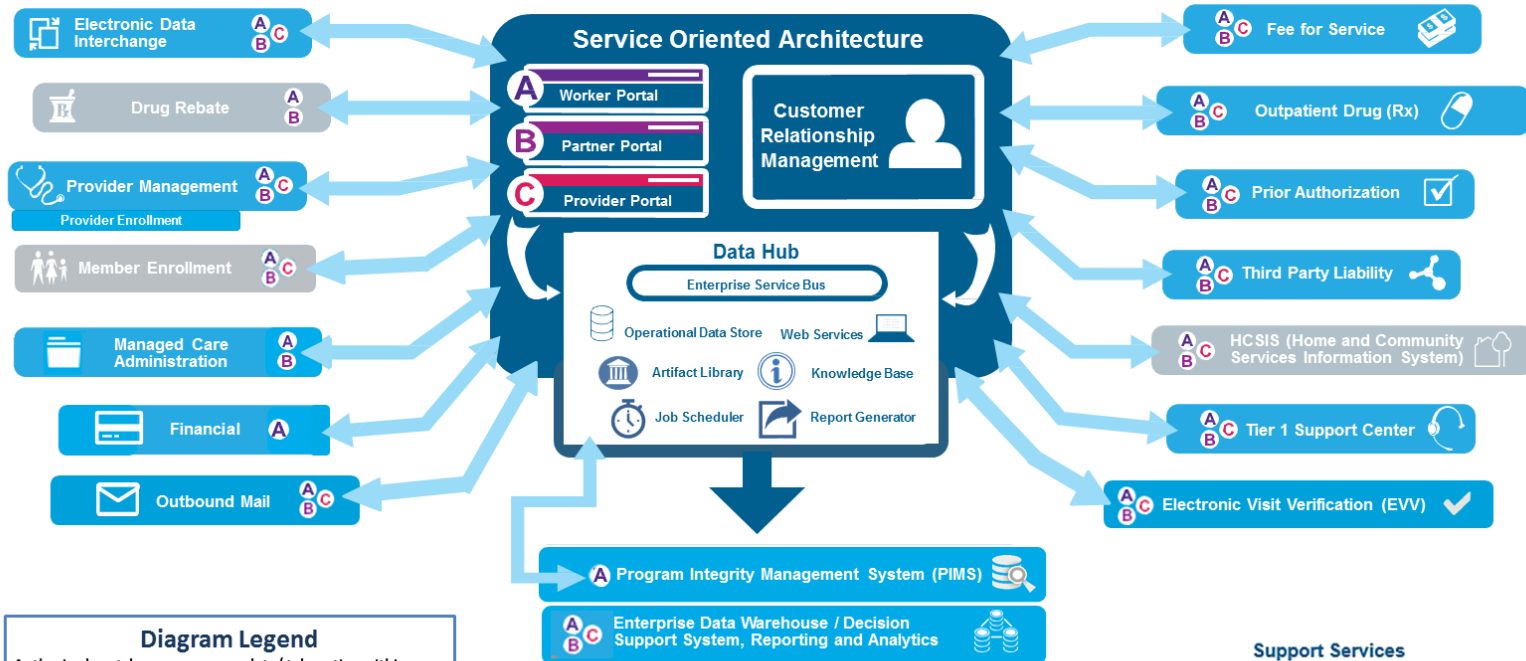 Service Oriented Architecture
A
Worker Portal
B
Partner Portal
C
Provider Portal
Customer
Relationship
Management
Data Hub
Enterprise Service Bus
Operational Data Store
Web Services
Artifact Library
Knowledge Base
Job Scheduler
Report Generator
Electronic Data
Interchange
A
B
C
Drug Rebate
A
B
Provider Management
A
B
C
Provider Enrollment
Member Enrollment
A
B
C
Managed Care
Administration
A
B
Financial
A
Outbound Mail
A
B
C
A
B
C
Fee for Service
A
B
C
Outpatient Drug (Rx)
A
B
C
Prior Authorization
A
B
C
Third Party Liability
A
B
C
HCSIS (Home and Community
Services Information System)
A
B
C
Tier 1 Support Center
A
B
C
Electronic Visit Verification (EVV)
A
Program Integrity Management System (PIMS)
A
B
C
Enterprise Data Warehouse / Decision
Support System, Reporting and Analytics
Diagram Legend
Support Services